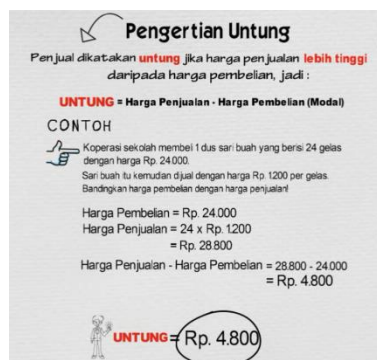 Pengertian Untung
Penjual dikatakan untung jika harga penjualan lebih tinggi
daripada harga pembelian, jadi :
UNTUNG = Harga Penjualan - Harga Pembelian (Modal)
CONTOH
Koperasi sekolah membeli 1 dus sari buah yang berisi 24 gelas
dengan harga Rp. 24.000.
Sari buah itu kemudian dijual dengan harga Rp. 1.200 per gelas.
Bandingkan harga pembelian dengan harga penjualan!
Harga Pembelian = Rp. 24.000
Harga Penjualan = 24 x Rp. 1.200
= Rp. 28.800
Harga Penjualan - Harga Pembelian = 28.800 - 24.000
= Rp. 4.800
UNTUNG = Rp. 4.800